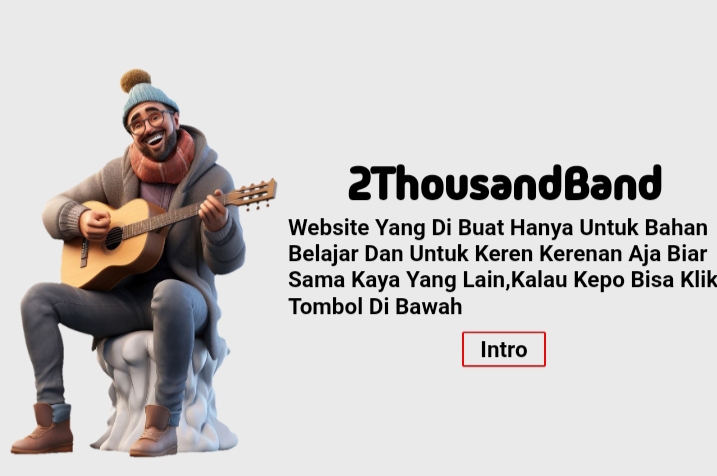 2ThousandBand
Website Yang Di Buat Hanya Untuk Bahan
Belajar Dan Untuk Keren Kerenan Aja Biar
Sama Kaya Yang Lain,Kalau Kepo Bisa Klik
Tombol Di Bawah
Intro